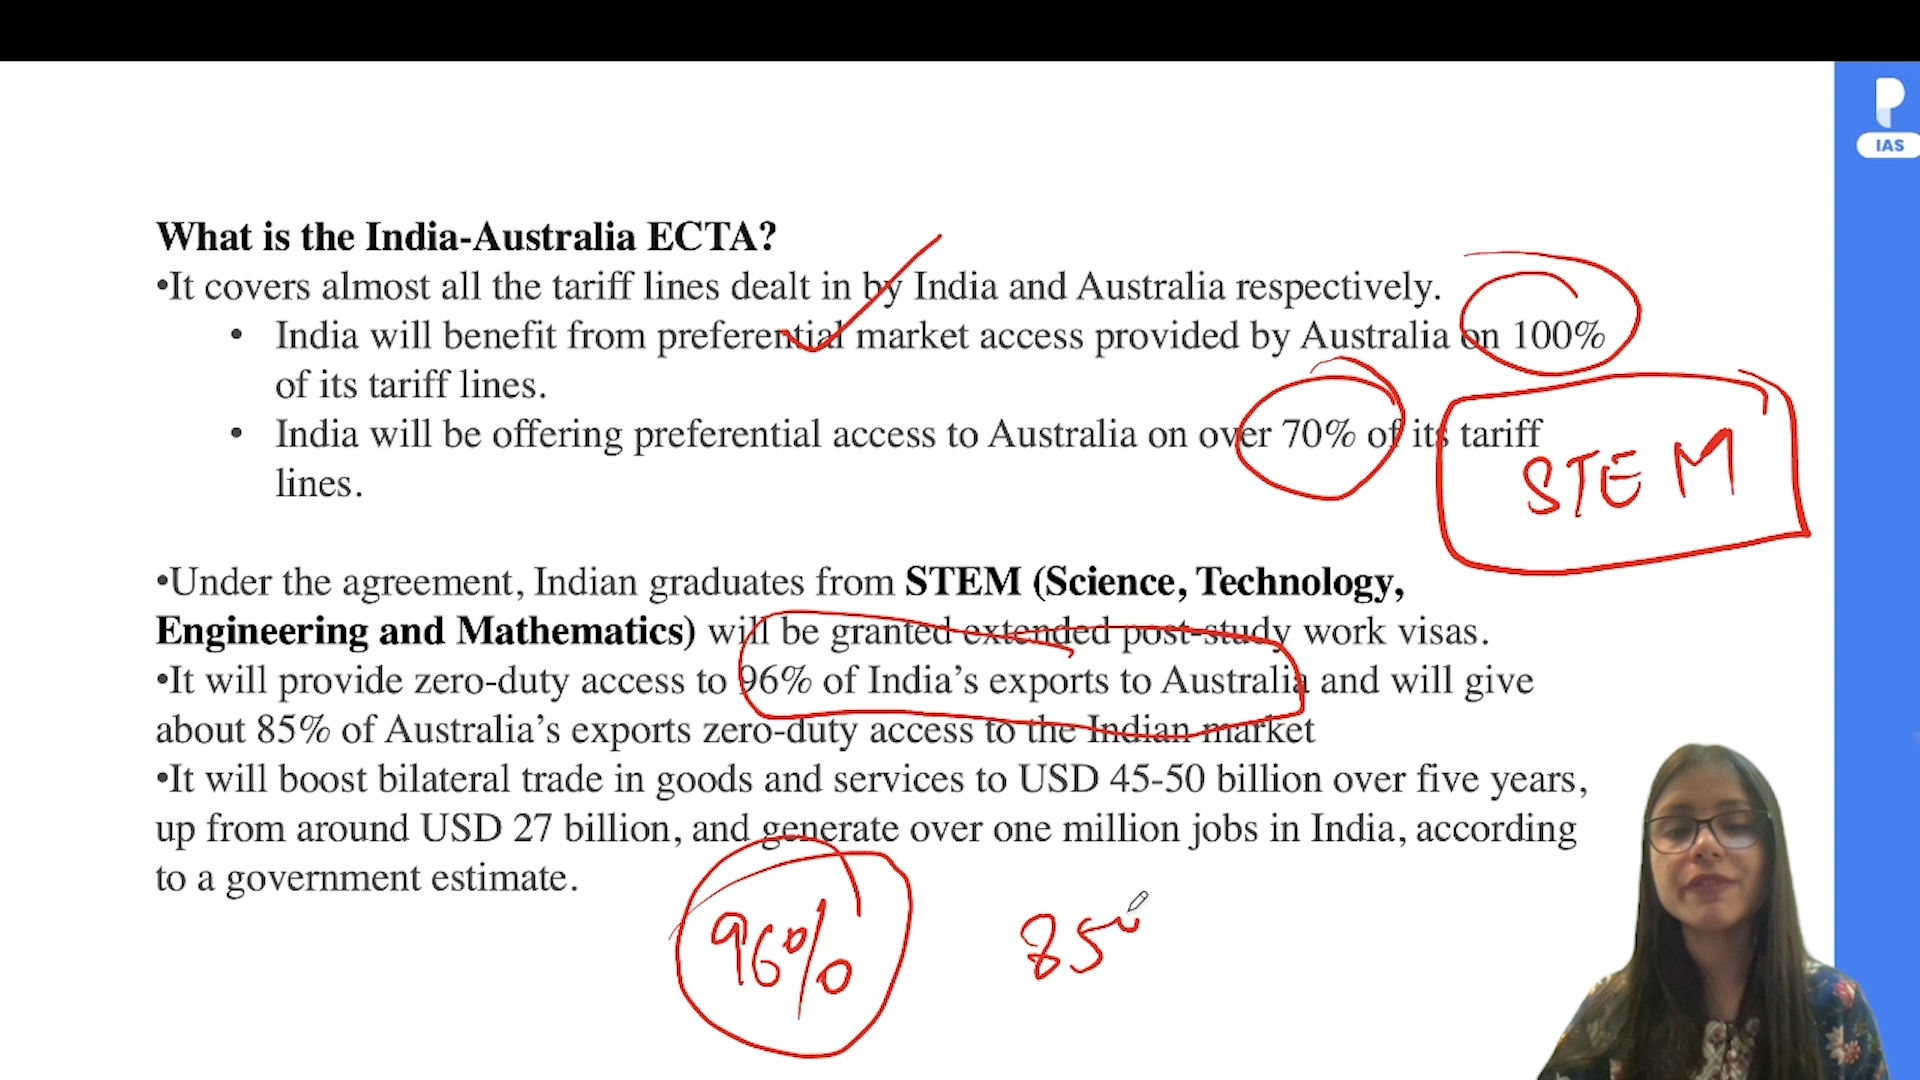 IAS
What is the India-Australia ECTA?
•It covers almost all the tariff lines dealt in by India and Australia respectively.
• India will benefit from preferential market access provided by Australia on 100%
of its tariff lines.
• India will be offering preferential access to Australia on over 70% of its tariff
lines.
STEM
•Under the agreement, Indian graduates from STEM (Science, Technology,
Engineering and Mathematics) will be granted extended post-study work visas.
•It will provide zero-duty access to 96% of India’s exports to Australia and will give
about 85% of Australia’s exports zero-duty access to the Indian market
•It will boost bilateral trade in goods and services to USD 45-50 billion over five years,
up from around USD 27 billion, and generate over one million jobs in India, according
to a government estimate.
96% 85